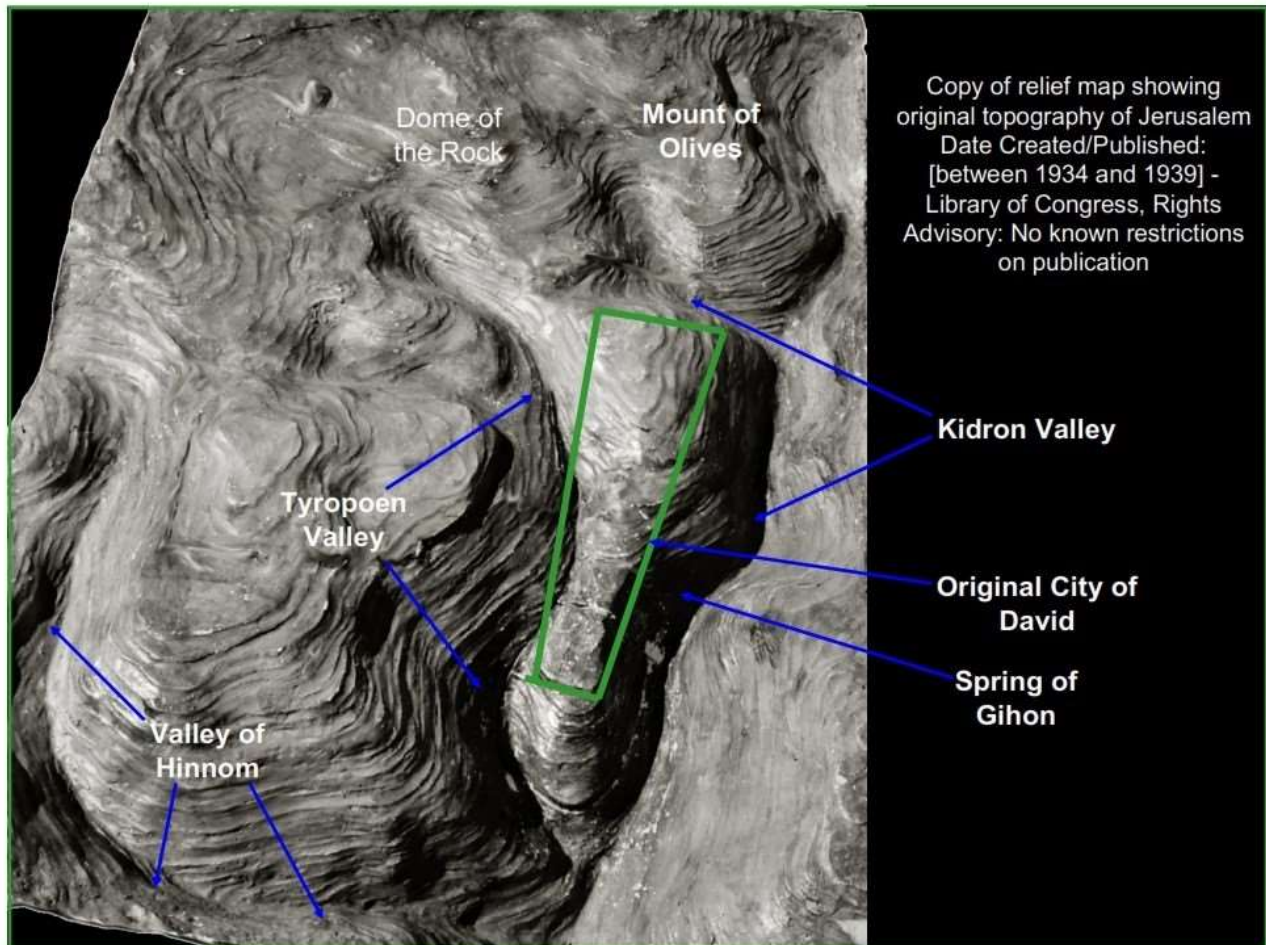 Dome of
the Rock
Mount of
Olives
Copy of relief map showing
original topography of Jerusalem
Date Created/Published:
[between 1934 and 1939] -
Library of Congress, Rights
Advisory: No known restrictions
on publication
Kidron Valley
Tyropoen
Valley
Original City of
David
Spring of
Gihon
Valley of
Hinnom